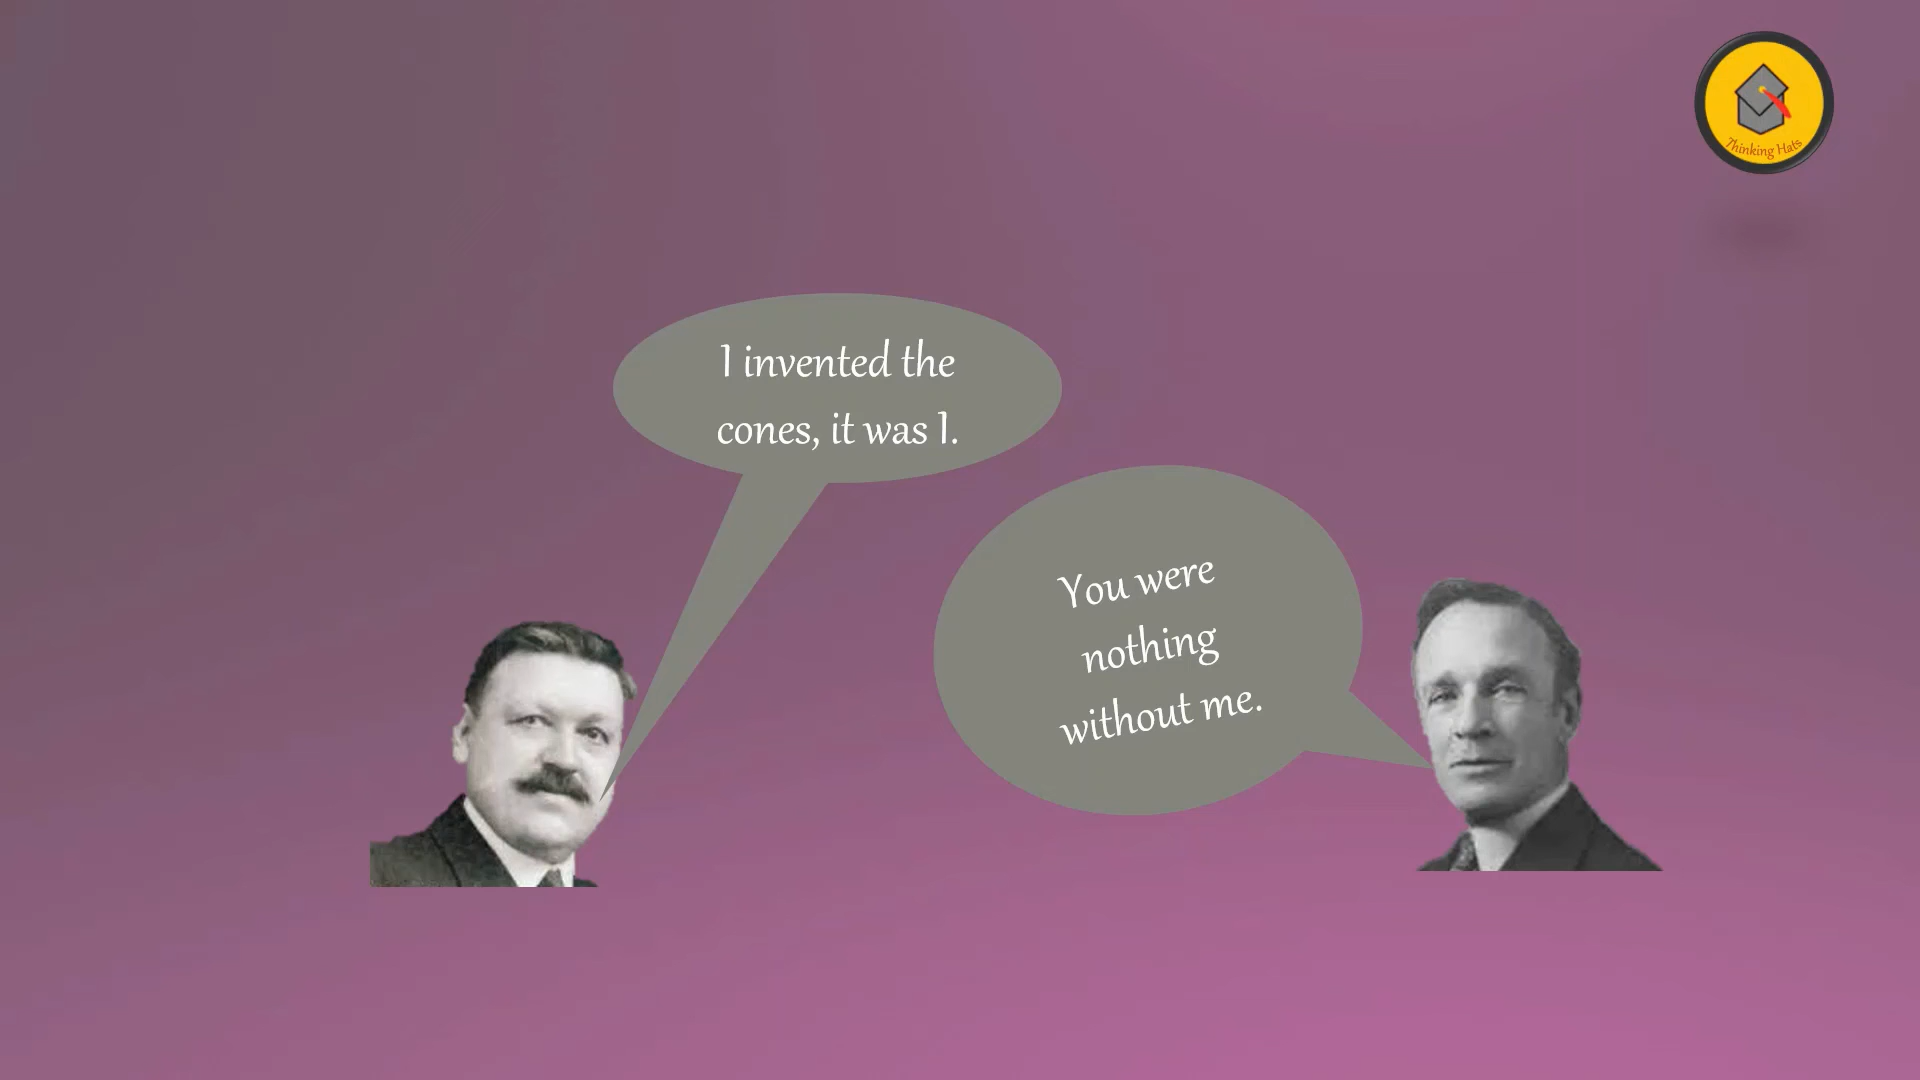 Thinking Hats
I invented the
cones, it was I.
You were
nothing
without me.